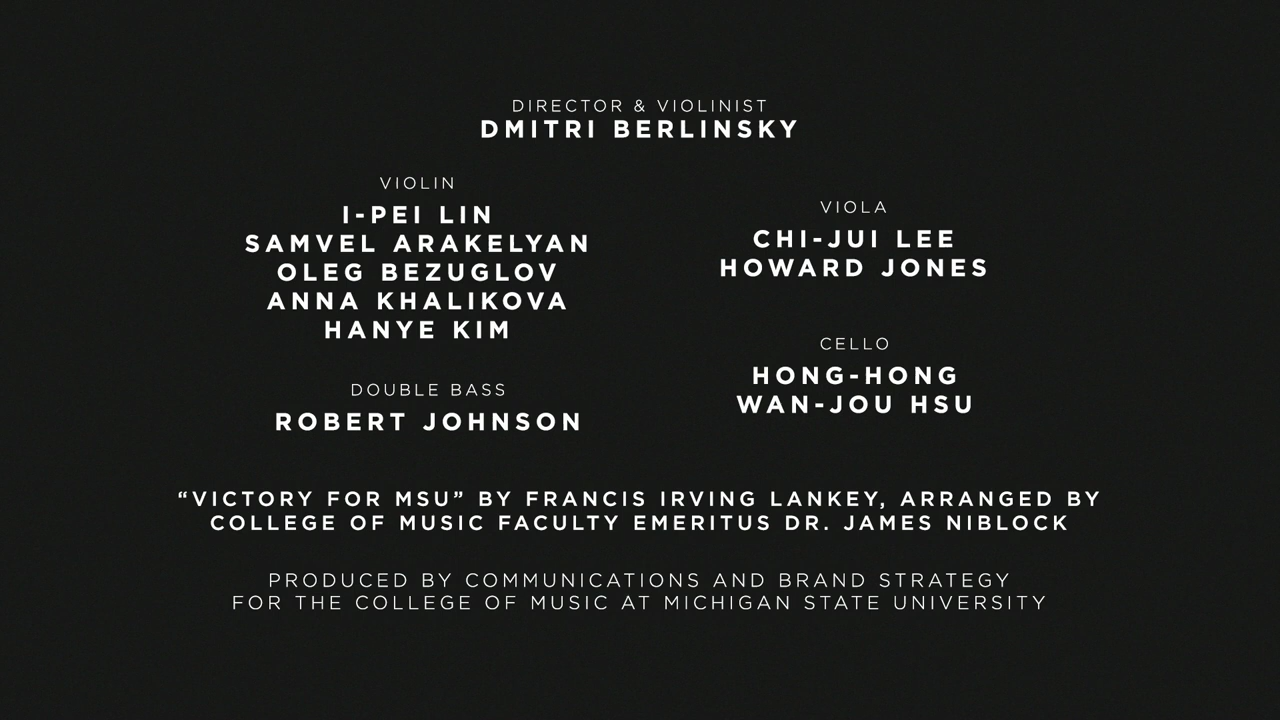 DIRECTOR & VIOLINIST
DMITRI BERLINSKY
VIOLIN
I-PEI LIN
SAMVEL ARAKELYAN
OLEG BEZUGLOV
ANNA KHALIKOVA
HANYE KIM
DOUBLE BASS
ROBERT JOHNSON
VIOLA
CHI-JUI LEE
HOWARD JONES
CELLO
HONG-HONG
WAN-JOU HSU
“VICTORY FOR MSU” BY FRANCIS IRVING LANKEY, ARRANGED BY
COLLEGE OF MUSIC FACULTY EMERITUS DR. JAMES NIBLOCK
PRODUCED BY COMMUNICATIONS AND BRAND STRATEGY
FOR THE COLLEGE OF MUSIC AT MICHIGAN STATE UNIVERSITY